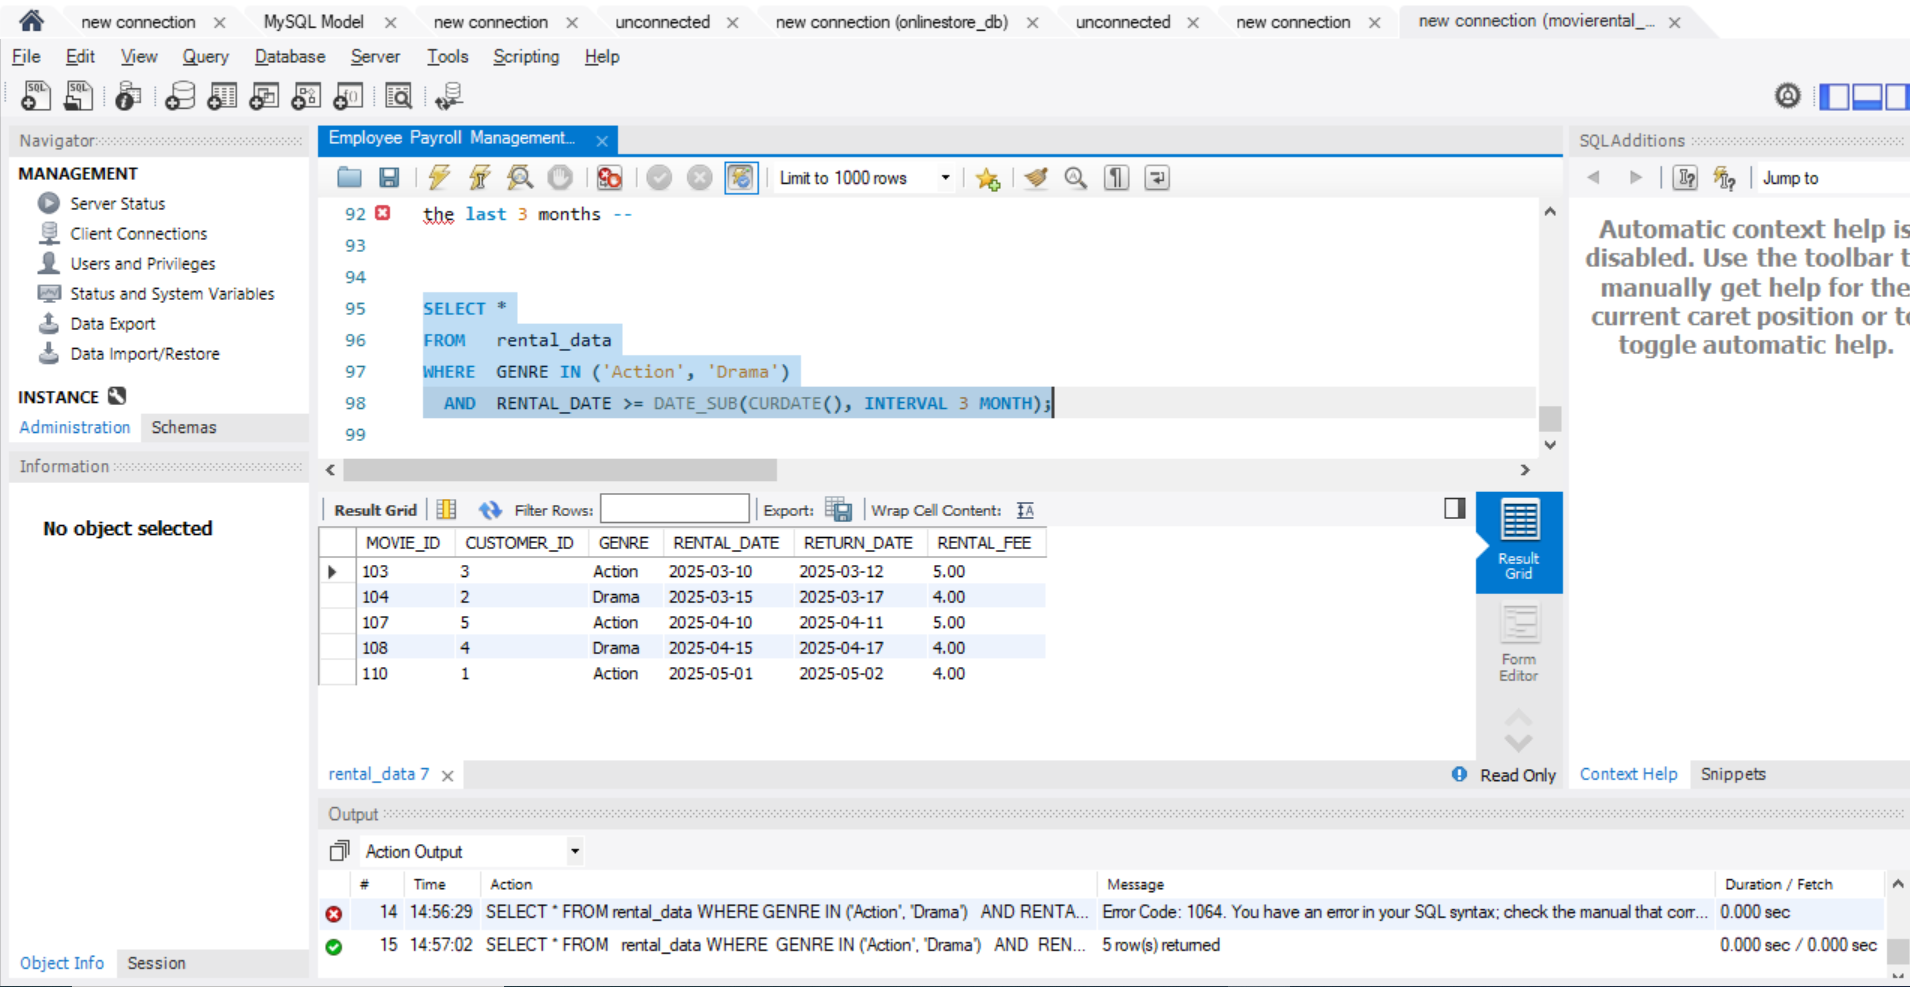 new connection × MySQL Model × new connection × unconnected × new connection (onlinestore_db) × unconnected × new connection × new connection (movierental_... ×
File Edit View Query Database Server Tools Scripting Help
Navigator
MANAGEMENT
Server Status
Client Connections
Users and Privileges
Status and System Variables
Data Export
Data Import/Restore
INSTANCE
Administration Schemas
Information
No object selected
Object Info Session
Employee Payroll Management... ×
Limit to 1000 rows
92 the last 3 months --
93
94
95 SELECT *
96 FROM rental_data
97 WHERE GENRE IN ('Action', 'Drama')
98 AND RENTAL_DATE >= DATE_SUB(CURDATE(), INTERVAL 3 MONTH);
99
Result Grid Filter Rows: Export: Wrap Cell Content: IA
MOVIE_ID CUSTOMER_ID GENRE RENTAL_DATE RETURN_DATE RENTAL_FEE
103 3 Action 2025-03-10 2025-03-12 5.00
104 2 Drama 2025-03-15 2025-03-17 4.00
107 5 Action 2025-04-10 2025-04-11 5.00
108 4 Drama 2025-04-15 2025-04-17 4.00
110 1 Action 2025-05-01 2025-05-02 4.00
Result
Grid
Form
Editor
rental_data 7 ×
Read Only
SQLAdditions
Jump to
Automatic context help is
disabled. Use the toolbar t
manually get help for the
current caret position or to
toggle automatic help.
Context Help Snippets
Output
Action Output
# Time Action Message Duration / Fetch
14 14:56:29 SELECT * FROM rental_data WHERE GENRE IN ('Action', 'Drama') AND RENTA... Error Code: 1064. You have an error in your SQL syntax; check the manual that corr... 0.000 sec
15 14:57:02 SELECT * FROM rental_data WHERE GENRE IN ('Action', 'Drama') AND REN... 5 row(s) returned 0.000 sec / 0.000 sec